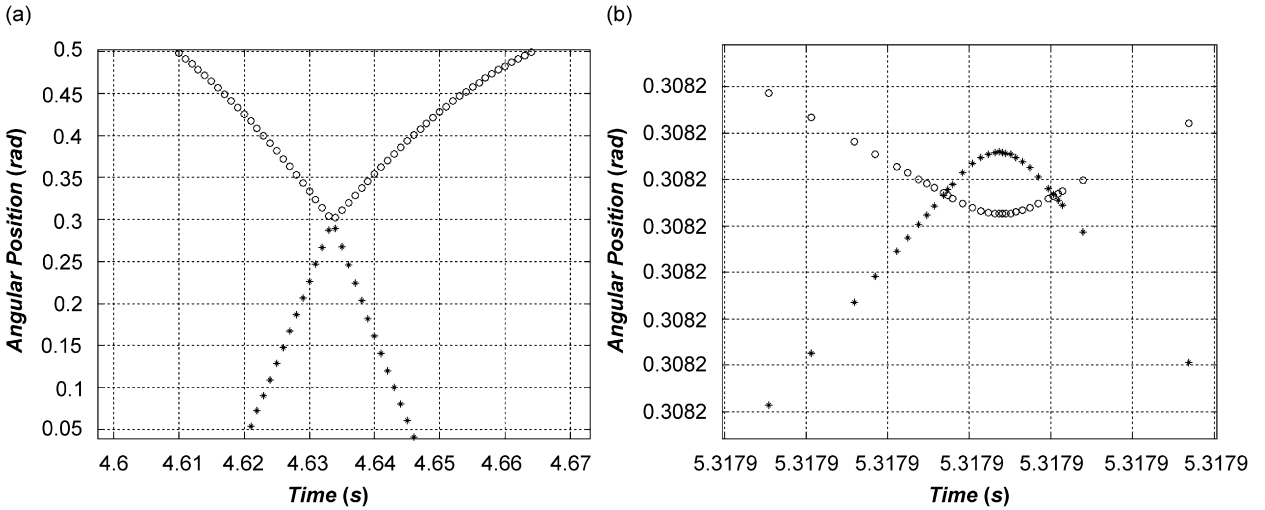 (a)
(b)
Angular Position (rad)
0.5
0.45
0.4
0.35
0.3
0.25
0.2
0.15
0.1
0.05
4.6 4.61 4.62 4.63 4.64 4.65 4.66 4.67
Time (s)
Angular Position (rad)
0.3082
0.3082
0.3082
0.3082
0.3082
0.3082
0.3082
0.3082
5.3179 5.3179 5.3179 5.3179 5.3179 5.3179 5.3179
Time (s)